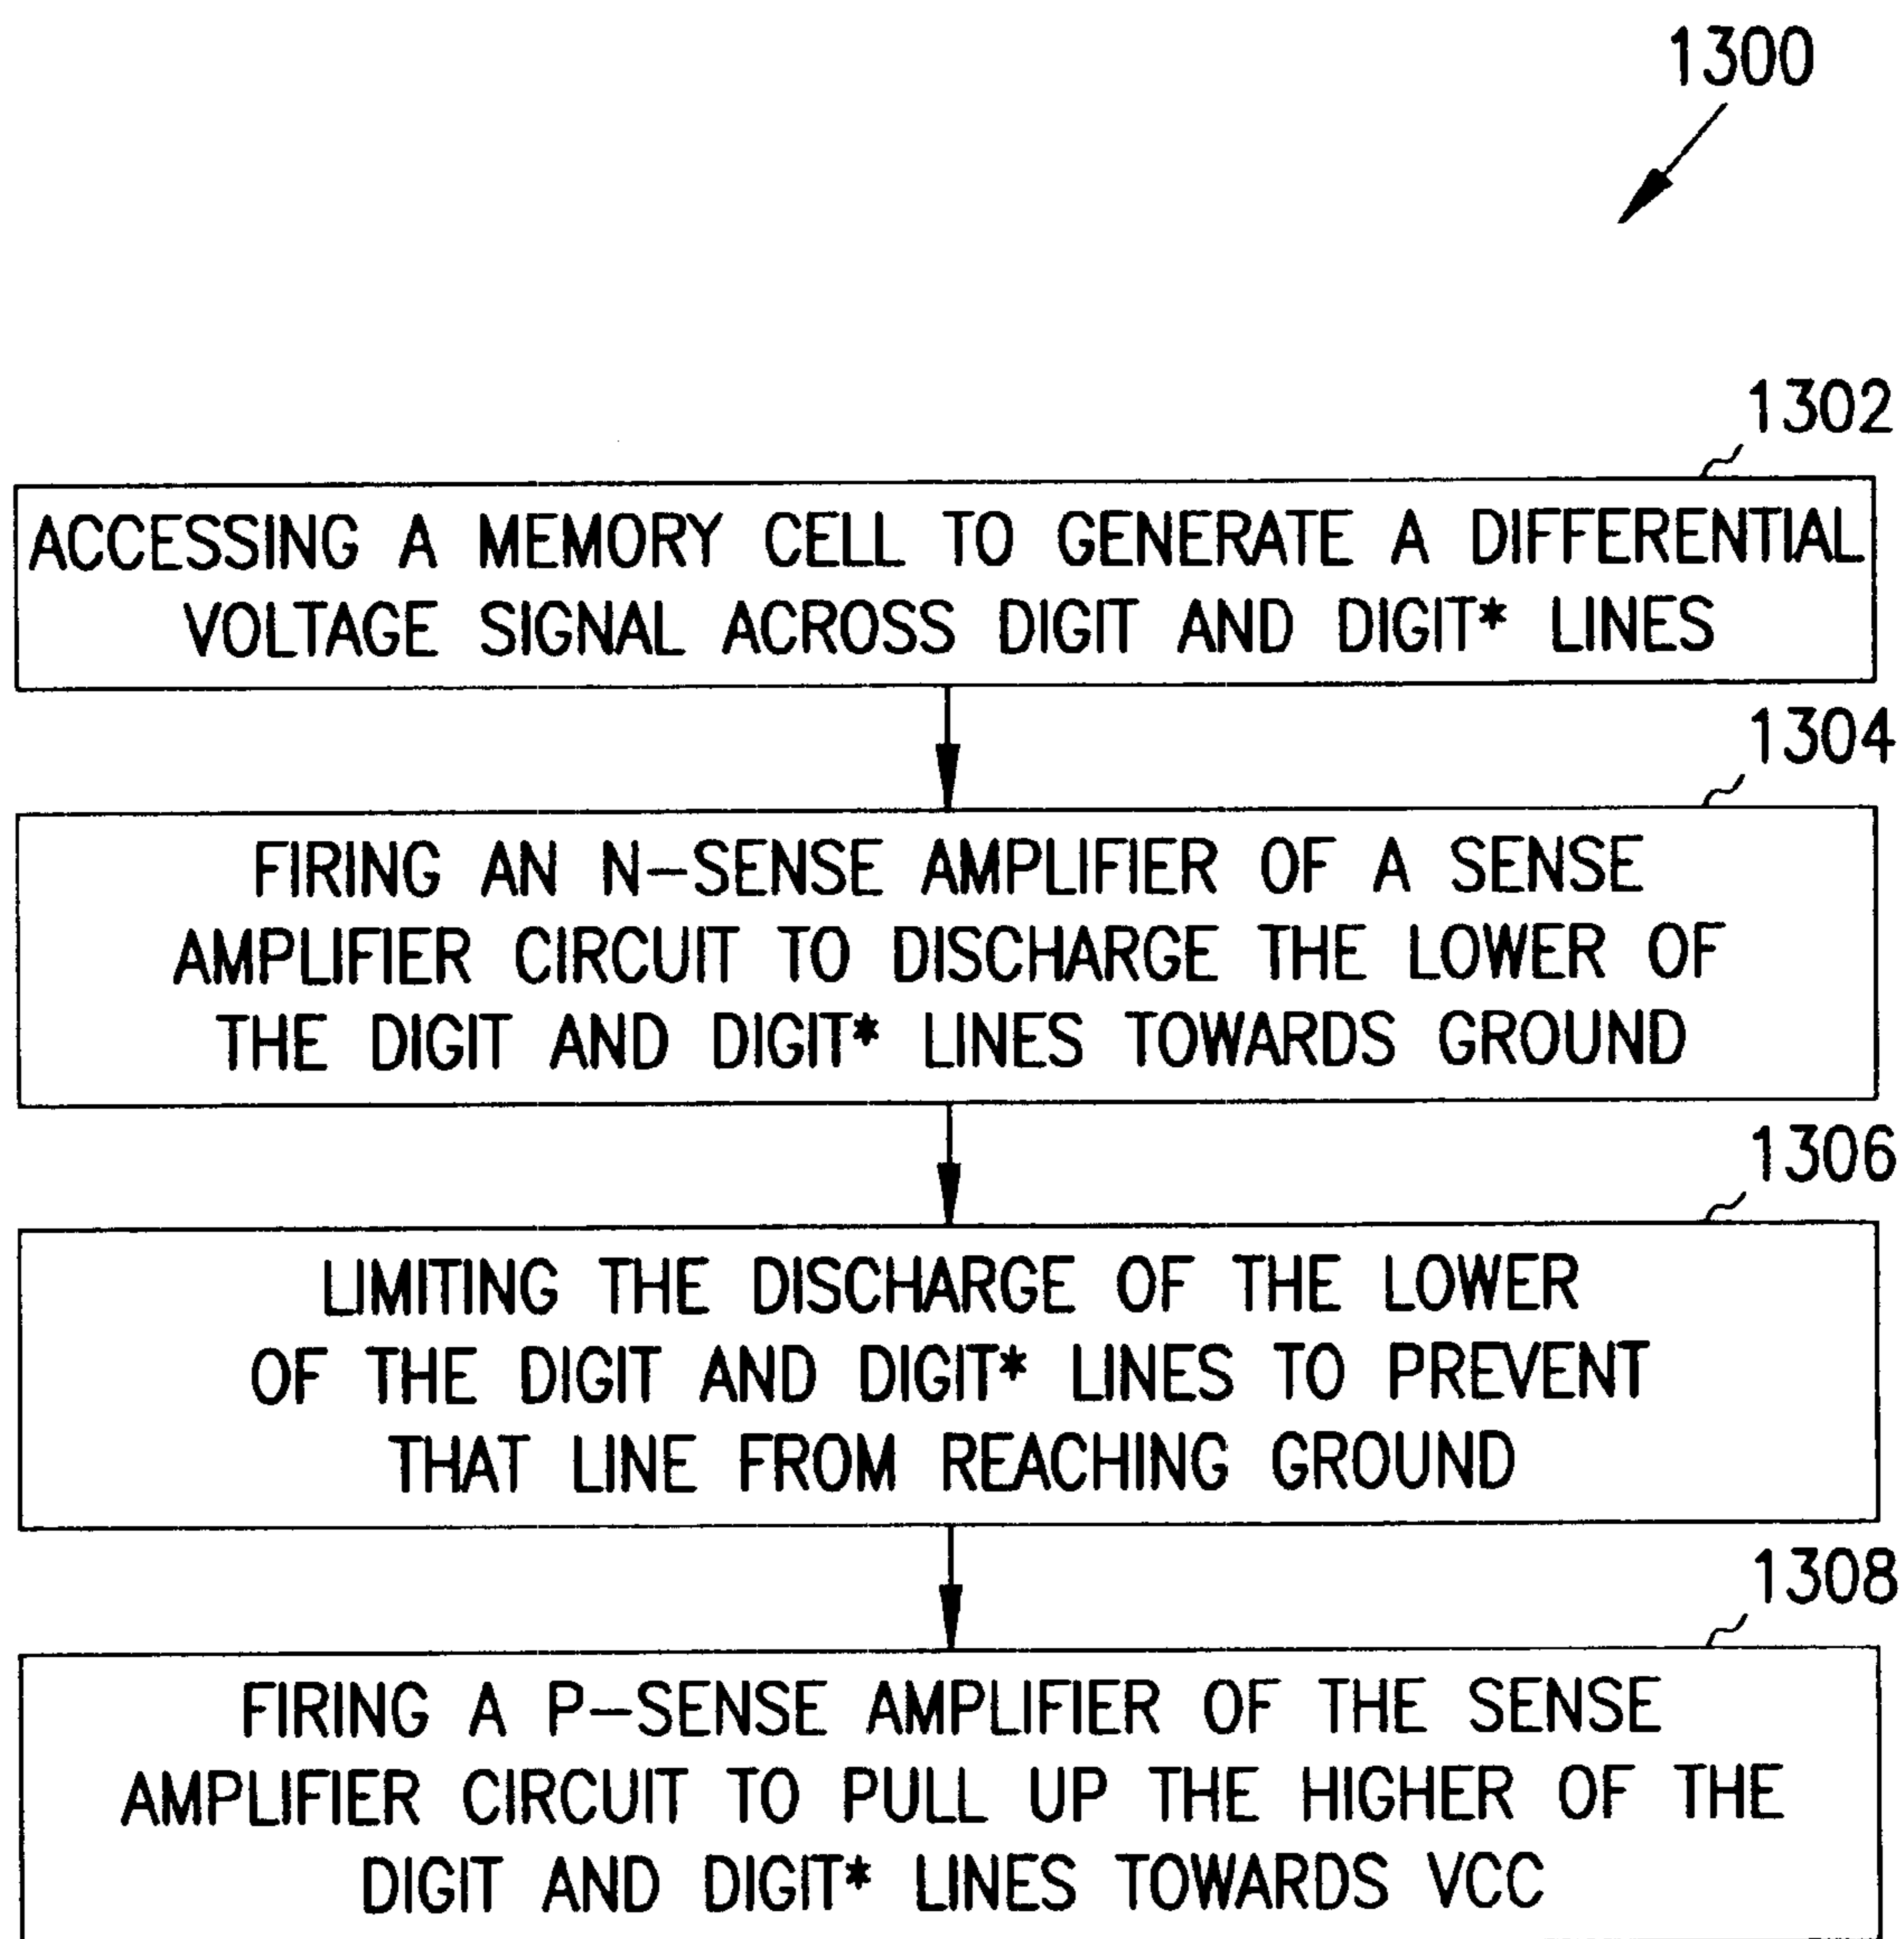 1300
1302
ACCESSING A MEMORY CELL TO GENERATE A DIFFERENTIAL
VOLTAGE SIGNAL ACROSS DIGIT AND DIGIT* LINES
1304
FIRING AN N-SENSE AMPLIFIER OF A SENSE
AMPLIFIER CIRCUIT TO DISCHARGE THE LOWER OF
THE DIGIT AND DIGIT* LINES TOWARDS GROUND
1306
LIMITING THE DISCHARGE OF THE LOWER
OF THE DIGIT AND DIGIT* LINES TO PREVENT
THAT LINE FROM REACHING GROUND
1308
FIRING A P-SENSE AMPLIFIER OF THE SENSE
AMPLIFIER CIRCUIT TO PULL UP THE HIGHER OF THE
DIGIT AND DIGIT* LINES TOWARDS VCC